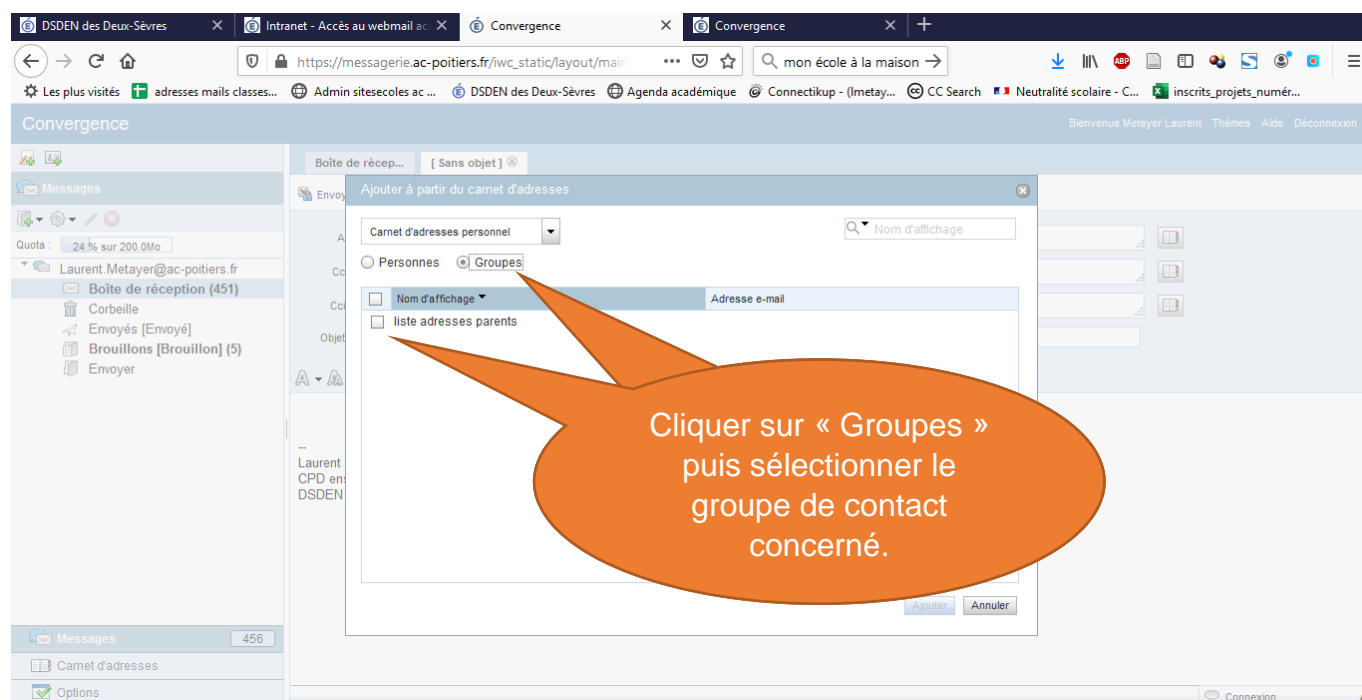 DSDEN des Deux-Sèvres
Intranet - Accès au webmail ac
Convergence
Convergence
https://messagerie.ac-poitiers.fr/iwc_static/layout/main
mon école à la maison
Les plus visités
adresses mails classes...
Admin sitesecoles ac ...
DSDEN des Deux-Sèvres
Agenda académique
Connectikup - (lmetay...
CC Search
Neutralité scolaire - C...
inscrits_projets_numér...
Convergence
Bienvenue Metayer Laurent Thèmes Aide Déconnexion
Boîte de récep...
[ Sans objet ]
Messages
Envoy
Ajouter à partir du carnet d'adresses
Quota : 24 % sur 200.0Mo
A
Carnet d'adresses personnel
Nom d'affichage
Laurent.Metayer@ac-poitiers.fr
Cc
Personnes
Groupes
Boîte de réception (451)
Cci
Nom d'affichage
Adresse e-mail
Corbeille
liste adresses parents
Envoyés [Envoyé]
Objet
Brouillons [Brouillon] (5)
Envoyer
Cliquer sur « Groupes »
puis sélectionner le
groupe de contact
concerné.
--
Laurent
CPD en
DSDEN
Ajouter
Annuler
Messages
456
Carnet d'adresses
Options
Connexion